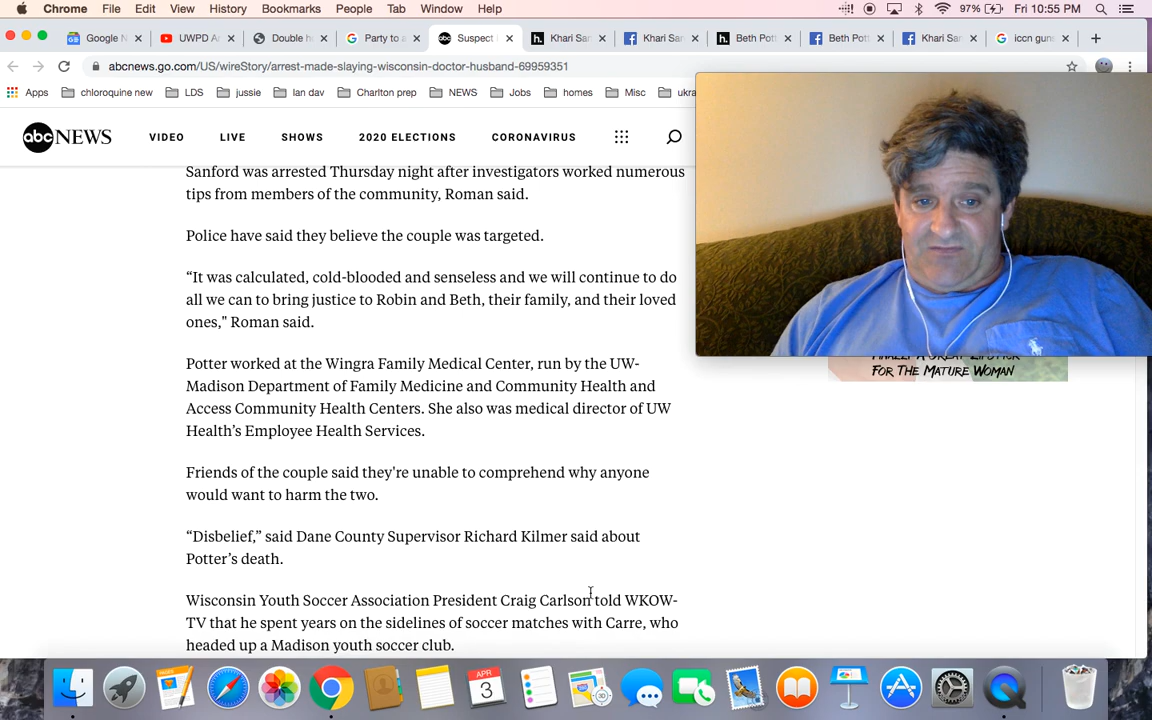 Chrome File Edit View History Bookmarks People Tab Window Help 97% Fri 10:55 PM
Google N UWPD A Double h Party to a Suspect Khari San Khari San Beth Pott Beth Pott Khari San iccn guns
abcnews.go.com/US/wireStory/arrest-made-slaying-wisconsin-doctor-husband-69959351
Apps chloroquine new LDS jussie Ian dav Charlton prep NEWS Jobs homes Misc ukra
abc NEWS VIDEO LIVE SHOWS 2020 ELECTIONS CORONAVIRUS
Sanford was arrested Thursday night after investigators worked numerous
tips from members of the community, Roman said.
Police have said they believe the couple was targeted.
“It was calculated, cold-blooded and senseless and we will continue to do
all we can to bring justice to Robin and Beth, their family, and their loved
ones," Roman said.
Potter worked at the Wingra Family Medical Center, run by the UW-
Madison Department of Family Medicine and Community Health and
Access Community Health Centers. She also was medical director of UW
Health’s Employee Health Services.
Friends of the couple said they're unable to comprehend why anyone
would want to harm the two.
“Disbelief,” said Dane County Supervisor Richard Kilmer said about
Potter’s death.
Wisconsin Youth Soccer Association President Craig Carlson told WKOW-
TV that he spent years on the sidelines of soccer matches with Carre, who
headed up a Madison youth soccer club.
FINALLY A GREAT LIPSTICK
FOR THE MATURE WOMAN
APR
3